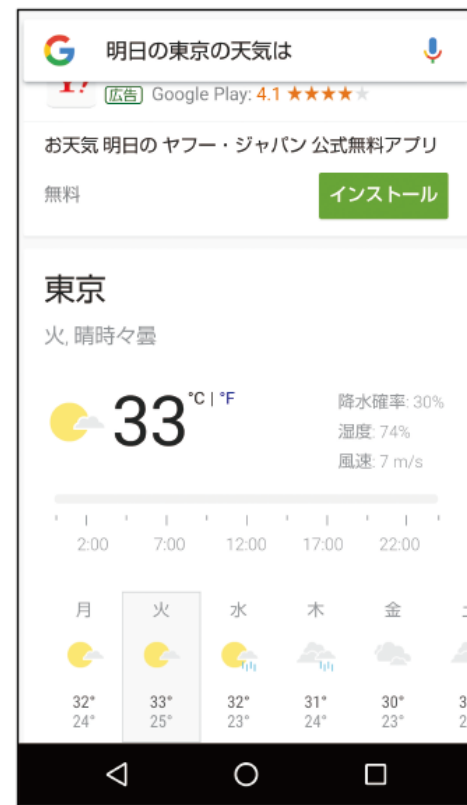 明日の東京の天気は
広告 Google Play: 4.1 ★★★★★
お天気 明日の ヤフー・ジャパン 公式無料アプリ
無料 インストール
東京
火, 晴時々曇
33 °C | °F
降水確率: 30%
湿度: 74%
風速: 7 m/s
2:00 7:00 12:00 17:00 22:00
月 火 水 木 金
32° 33° 32° 31° 30°
24° 25° 23° 24° 23°